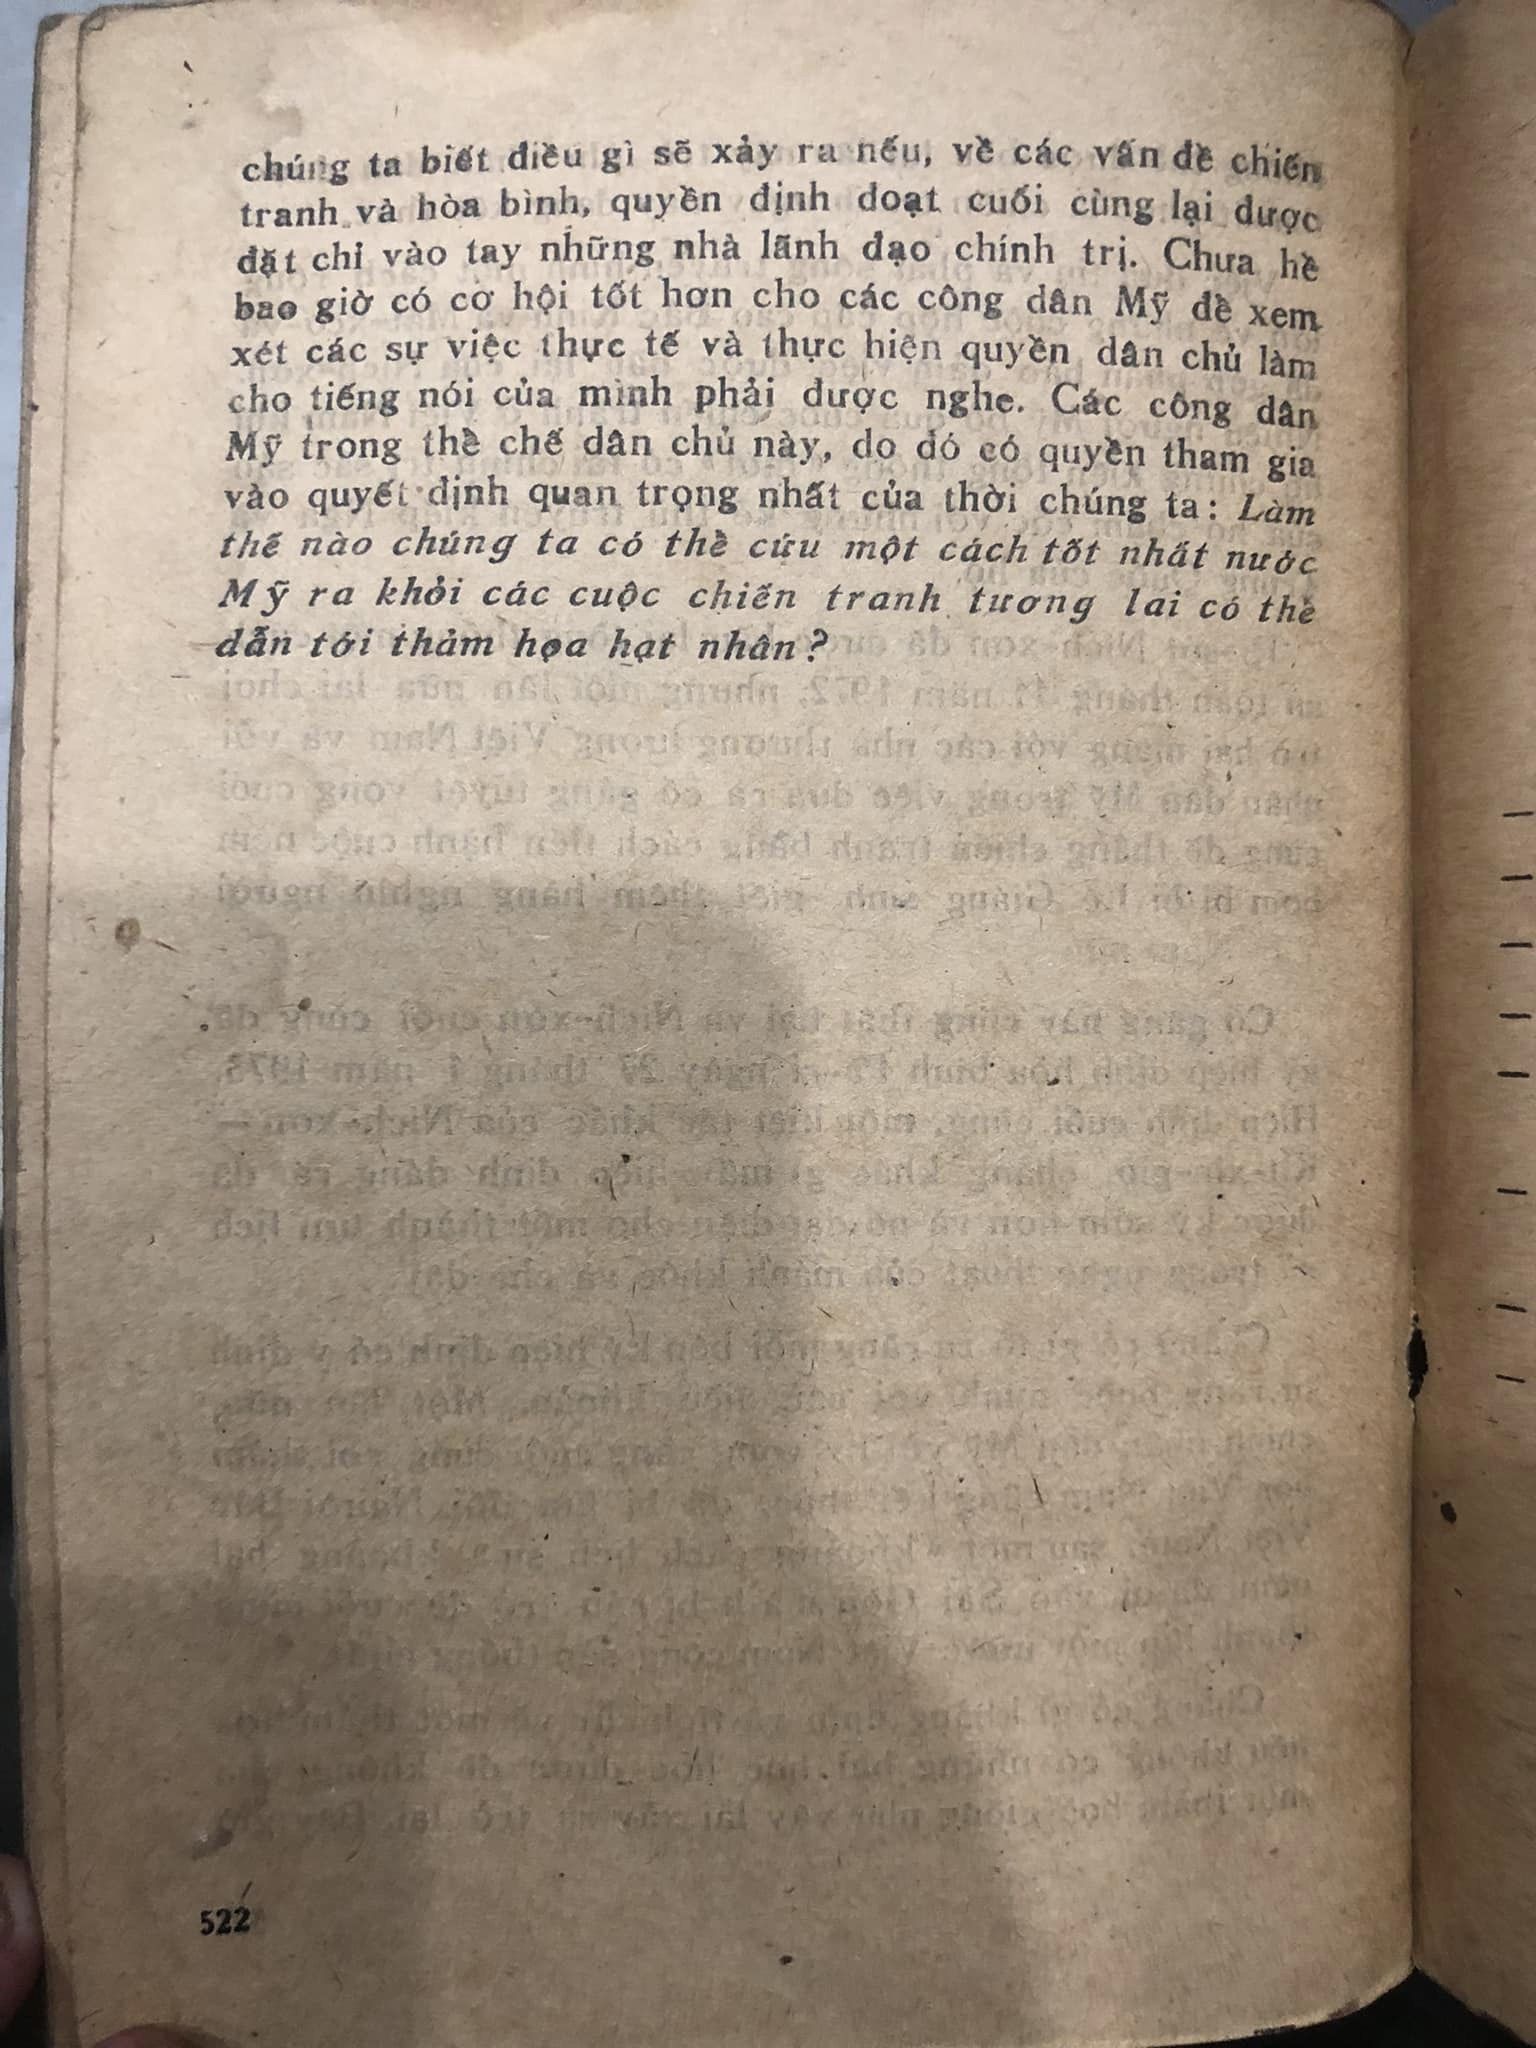 chúng ta biết điều gì sẽ xảy ra nếu, về các vấn đề chiến
tranh và hòa bình, quyền định đoạt cuối cùng lại được
đặt chỉ vào tay những nhà lãnh đạo chính trị. Chưa hề
bao giờ có cơ hội tốt hơn cho các công dân Mỹ để xem
xét các sự việc thực tế và thực hiện quyền dân chủ làm
cho tiếng nói của mình phải được nghe. Các công dân
Mỹ trong thể chế dân chủ này, do đó có quyền tham gia
vào quyết định quan trọng nhất của thời chúng ta: Làm
thế nào chúng ta có thể cứu một cách tốt nhất nước
Mỹ ra khỏi các cuộc chiến tranh tương lai có thể
dẫn tới thảm họa hạt nhân?
522